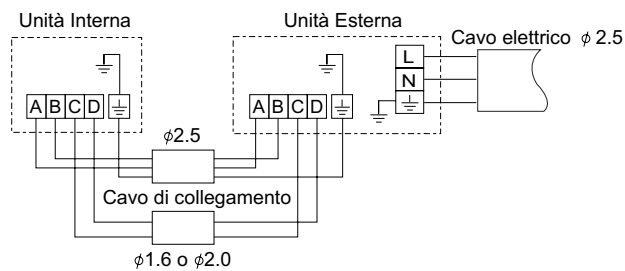 Unità Interna
Unità Esterna
Cavo elettrico ϕ 2.5
L
N
A B C D
A B C D
ϕ2.5
Cavo di collegamento
ϕ1.6 o ϕ2.0